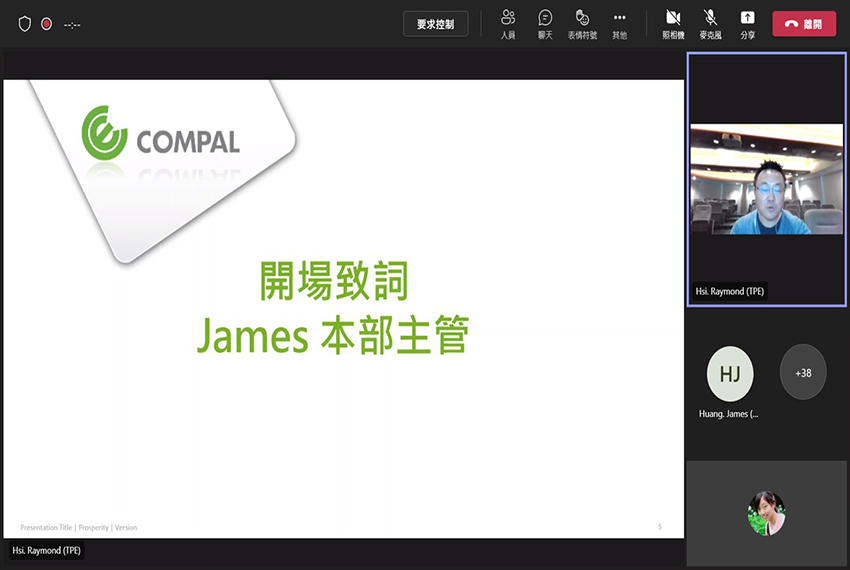 --:--
要求控制
人員
聊天
表情符號
其他
照相機
麥克風
分享
離開
COMPAL
開場致詞
James 本部主管
Presentation Title | Prosperity | Version
5
Hsi. Raymond (TPE)
Hsi. Raymond (TPE)
HJ
+38
Huang. James (...